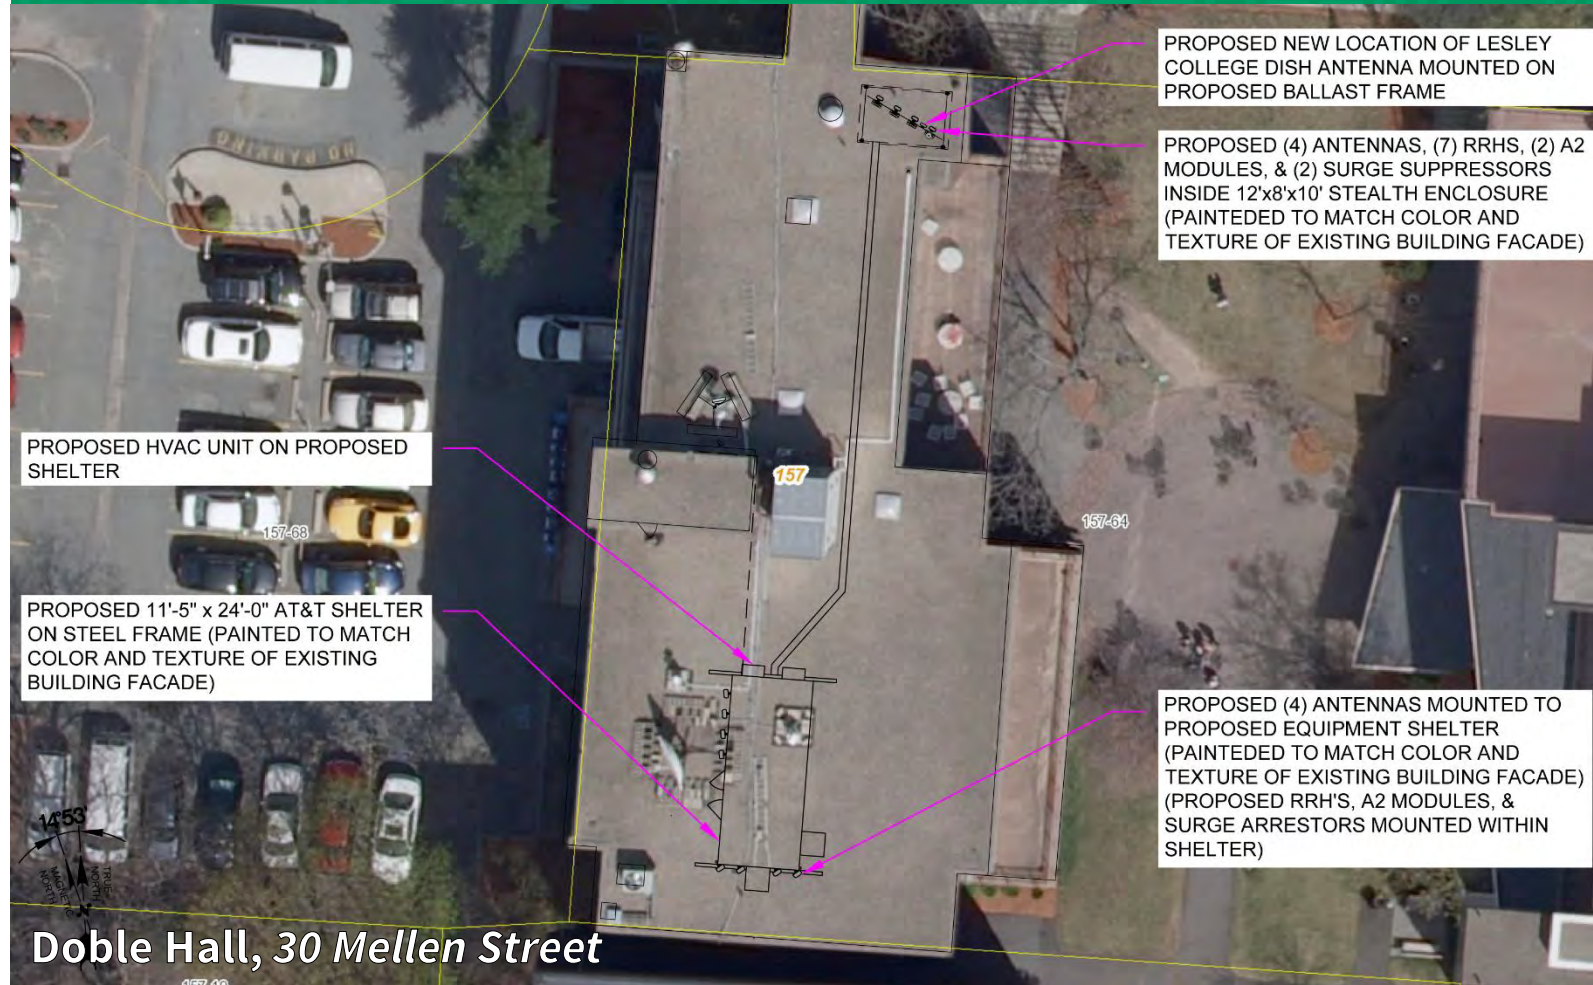 PROPOSED NEW LOCATION OF LESLEY
COLLEGE DISH ANTENNA MOUNTED ON
PROPOSED BALLAST FRAME
PROPOSED (4) ANTENNAS, (7) RRHS, (2) A2
MODULES, & (2) SURGE SUPPRESSORS
INSIDE 12'x8'x10' STEALTH ENCLOSURE
(PAINTEDED TO MATCH COLOR AND
TEXTURE OF EXISTING BUILDING FACADE)
NO PARKING
PROPOSED HVAC UNIT ON PROPOSED
SHELTER
157
157-68
157-64
PROPOSED 11'-5" x 24'-0" AT&T SHELTER
ON STEEL FRAME (PAINTED TO MATCH
COLOR AND TEXTURE OF EXISTING
BUILDING FACADE)
PROPOSED (4) ANTENNAS MOUNTED TO
PROPOSED EQUIPMENT SHELTER
(PAINTEDED TO MATCH COLOR AND
TEXTURE OF EXISTING BUILDING FACADE)
(PROPOSED RRH'S, A2 MODULES, &
SURGE ARRESTORS MOUNTED WITHIN
SHELTER)
14°53'
TRUE
NORTH
MAGNETIC
NORTH
N
Doble Hall, 30 Mellen Street